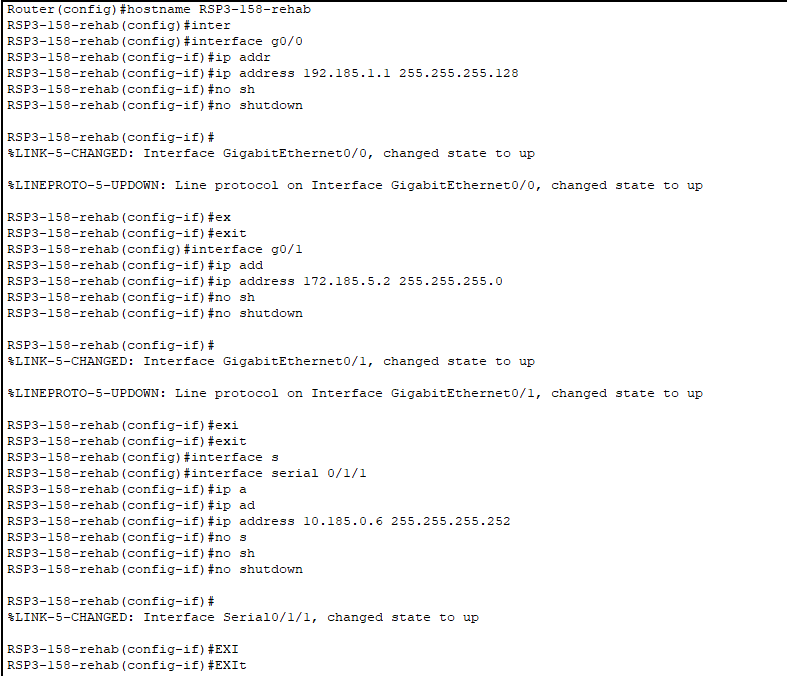 Router(config)#hostname RSP3-158-rehab
RSP3-158-rehab(config)#inter
RSP3-158-rehab(config)#interface g0/0
RSP3-158-rehab(config-if)#ip addr
RSP3-158-rehab(config-if)#ip address 192.185.1.1 255.255.255.128
RSP3-158-rehab(config-if)#no sh
RSP3-158-rehab(config-if)#no shutdown
RSP3-158-rehab(config-if)#
%LINK-5-CHANGED: Interface GigabitEthernet0/0, changed state to up
%LINEPROTO-5-UPDOWN: Line protocol on Interface GigabitEthernet0/0, changed state to up
RSP3-158-rehab(config-if)#ex
RSP3-158-rehab(config-if)#exit
RSP3-158-rehab(config)#interface g0/1
RSP3-158-rehab(config-if)#ip add
RSP3-158-rehab(config-if)#ip address 172.185.5.2 255.255.255.0
RSP3-158-rehab(config-if)#no sh
RSP3-158-rehab(config-if)#no shutdown
RSP3-158-rehab(config-if)#
%LINK-5-CHANGED: Interface GigabitEthernet0/1, changed state to up
%LINEPROTO-5-UPDOWN: Line protocol on Interface GigabitEthernet0/1, changed state to up
RSP3-158-rehab(config-if)#exi
RSP3-158-rehab(config-if)#exit
RSP3-158-rehab(config)#interface s
RSP3-158-rehab(config)#interface serial 0/1/1
RSP3-158-rehab(config-if)#ip a
RSP3-158-rehab(config-if)#ip ad
RSP3-158-rehab(config-if)#ip address 10.185.0.6 255.255.255.252
RSP3-158-rehab(config-if)#no s
RSP3-158-rehab(config-if)#no sh
RSP3-158-rehab(config-if)#no shutdown
RSP3-158-rehab(config-if)#
%LINK-5-CHANGED: Interface Serial0/1/1, changed state to up
RSP3-158-rehab(config-if)#EXI
RSP3-158-rehab(config-if)#EXIt